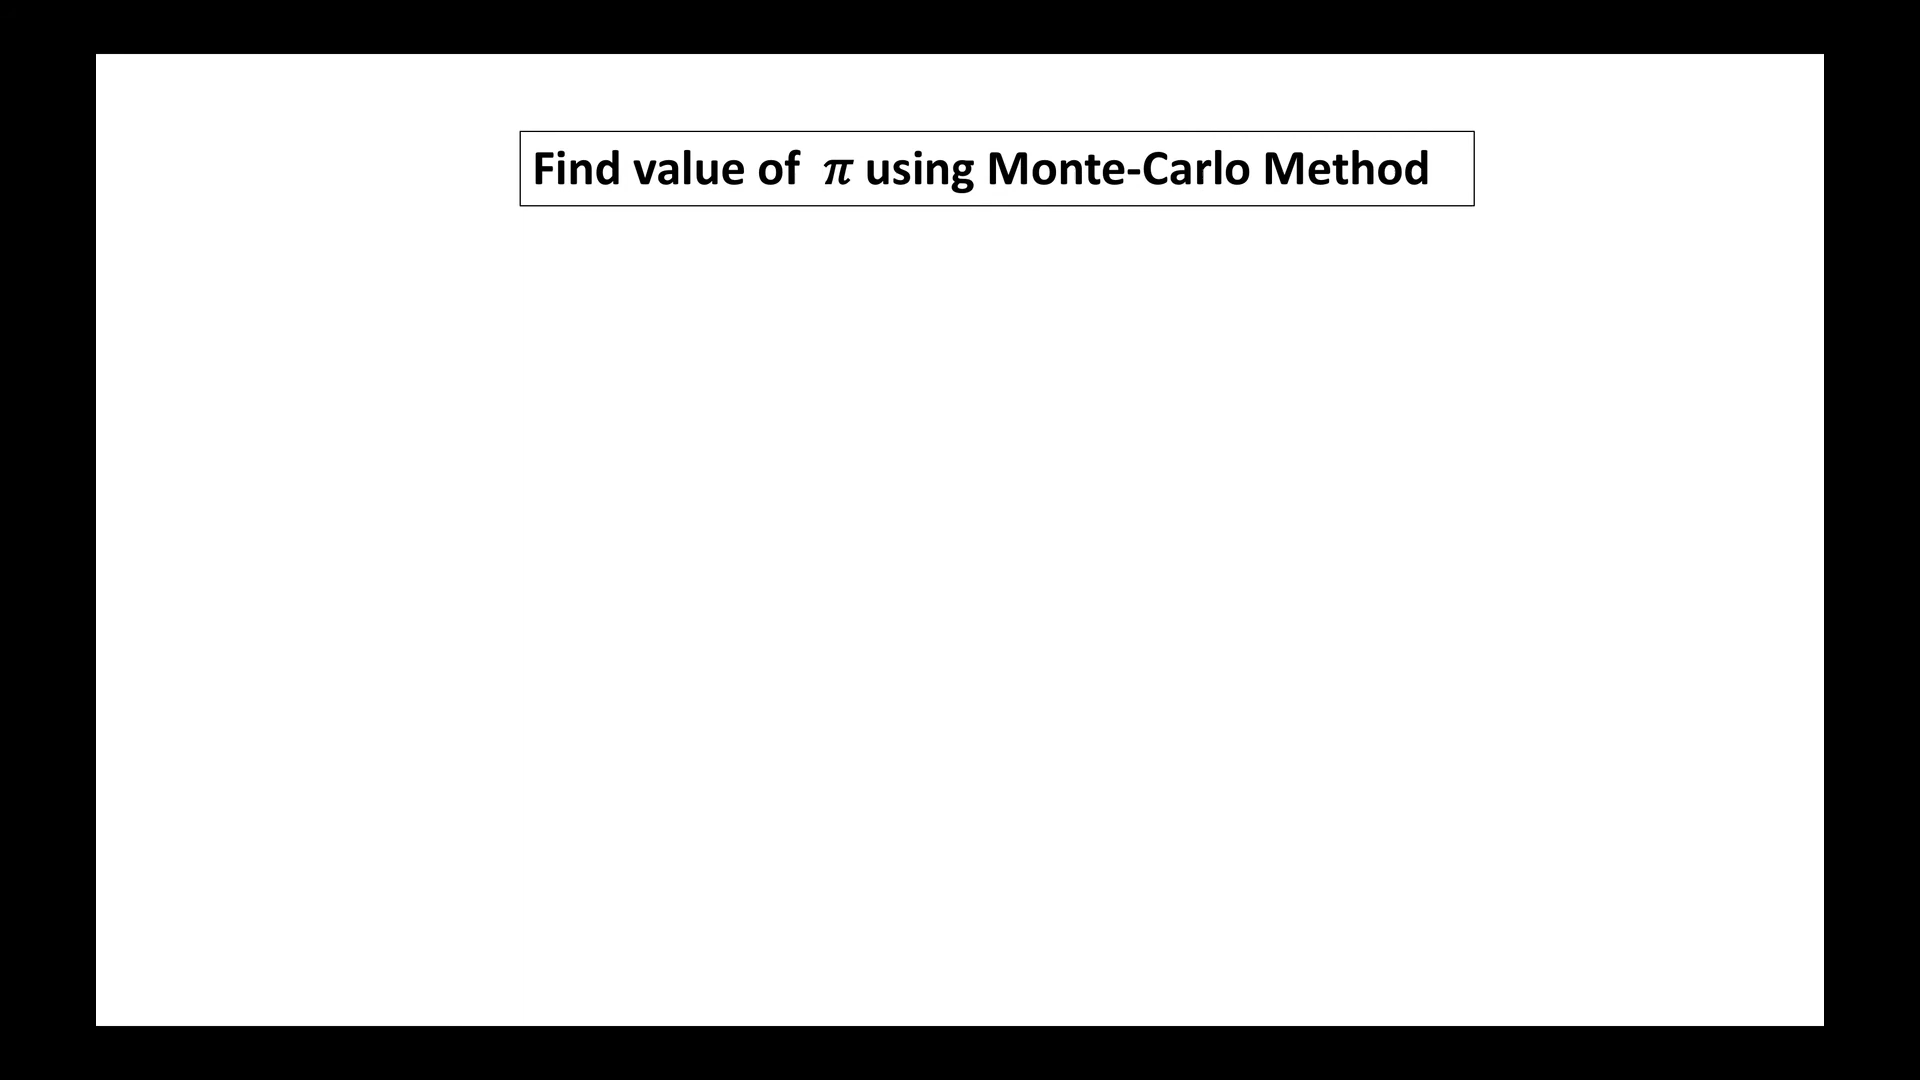 Find value of 𝝅 using Monte-Carlo Method